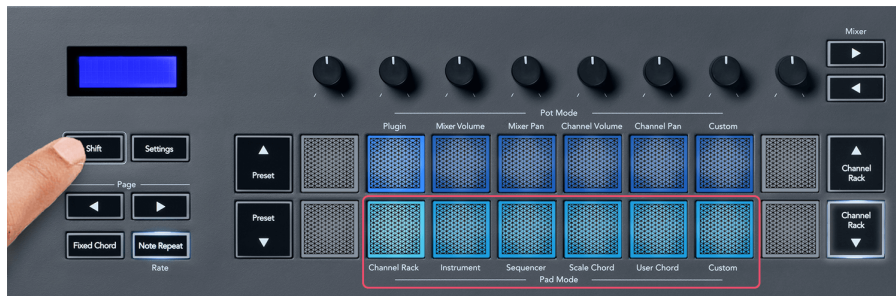 Mixer
Pot Mode
Plugin Mixer Volume Mixer Pan Channel Volume Channel Pan Custom
Shift Settings
Preset
Channel
Rack
Page
Preset
Channel
Rack
Fixed Chord Note Repeat
Rate
Channel Rack Instrument Sequencer Scale Chord User Chord Custom
Pad Mode